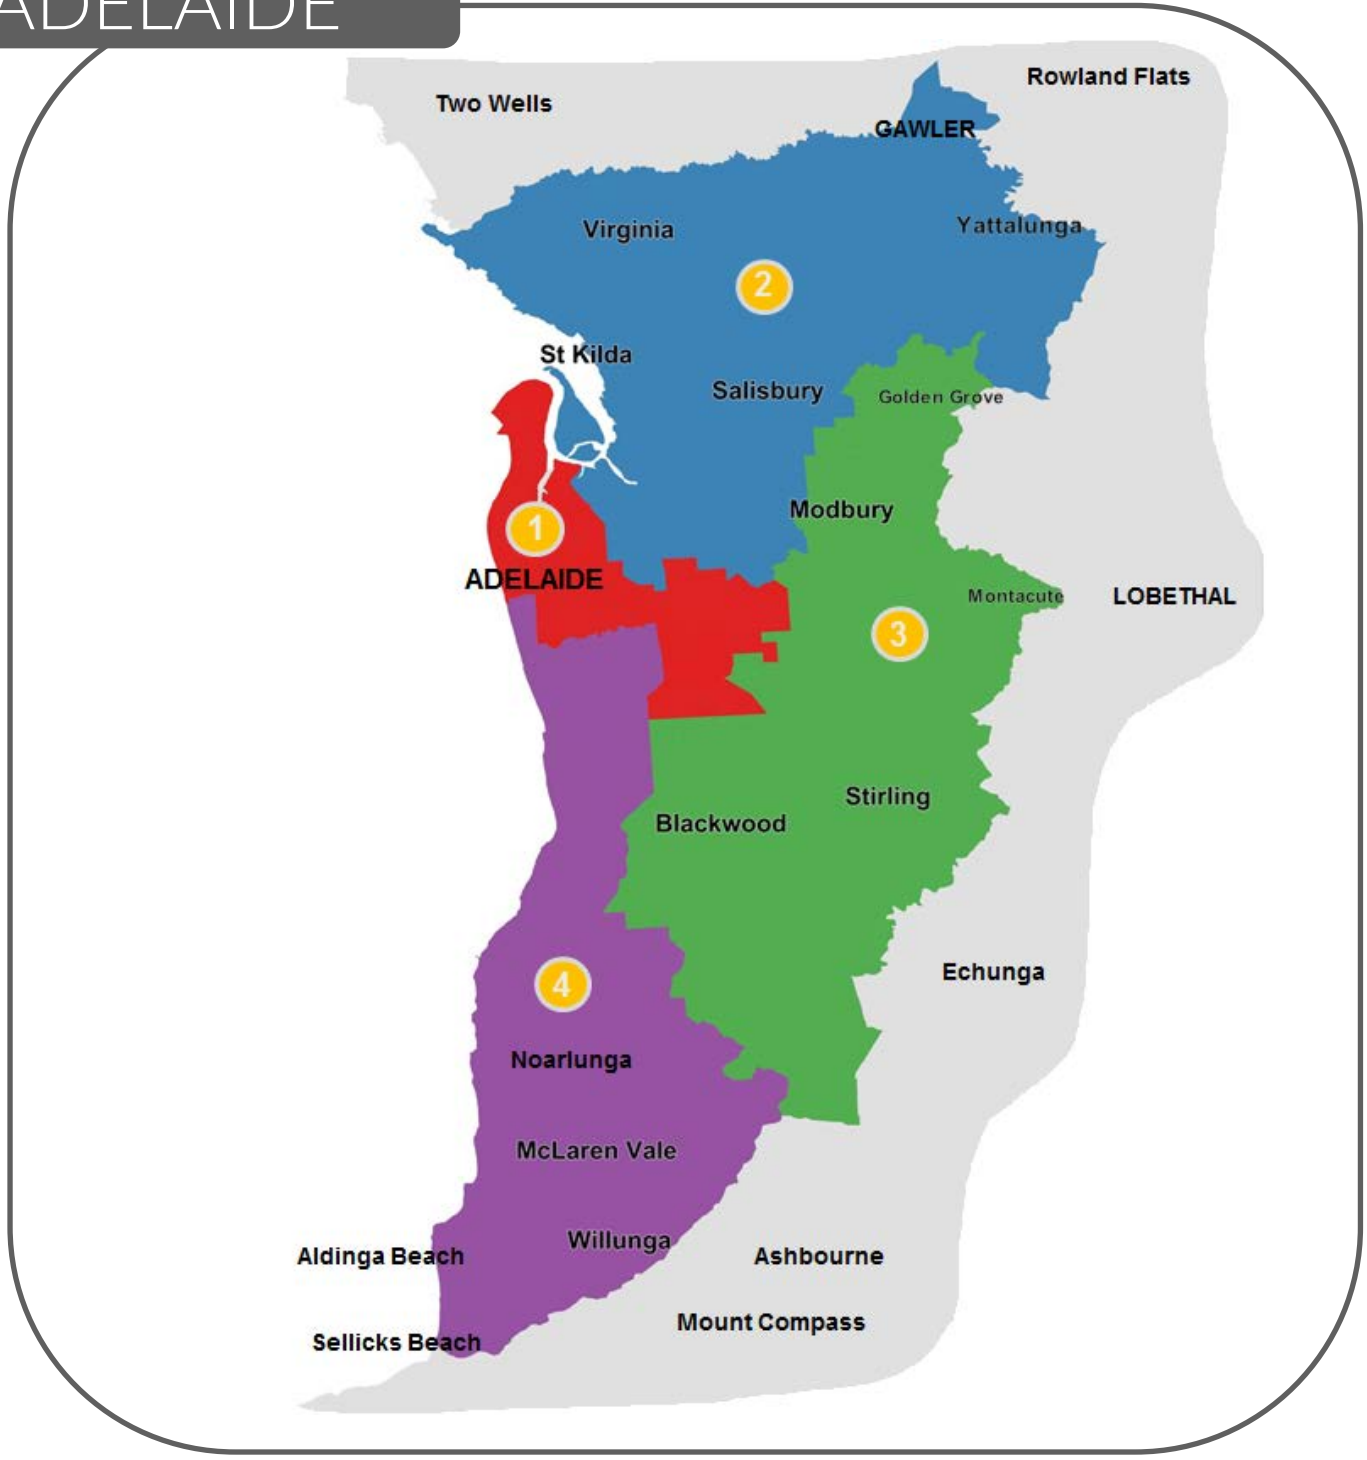 ADELAIDE
Rowland Flats
Two Wells
GAWLER
Yattalunga
Virginia
2
St Kilda
Salisbury
Golden Grove
Modbury
1
ADELAIDE
Montacute
LOBETHAL
3
Stirling
Blackwood
Echunga
4
Noarlunga
McLaren Vale
Willunga
Aldinga Beach
Ashbourne
Mount Compass
Sellicks Beach